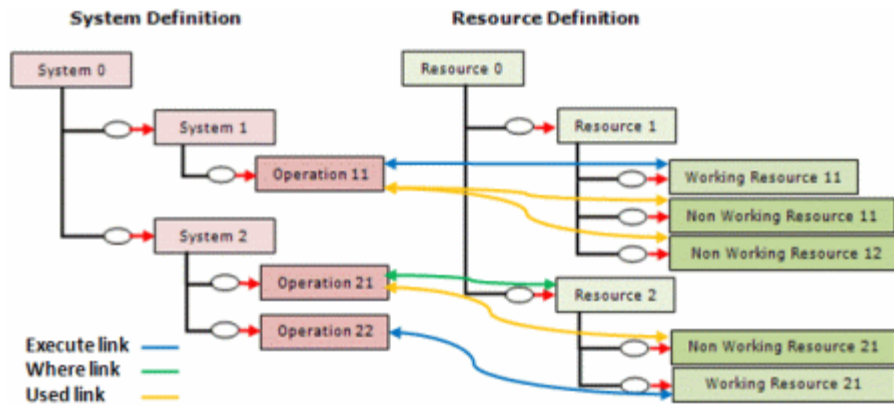 System Definition
Resource Definition
System 0
Resource 0
System 1
Resource 1
Operation 11
Working Resource 11
Non Working Resource 11
Non Working Resource 12
System 2
Operation 21
Resource 2
Operation 22
Non Working Resource 21
Working Resource 21
Execute link
Where link
Used link